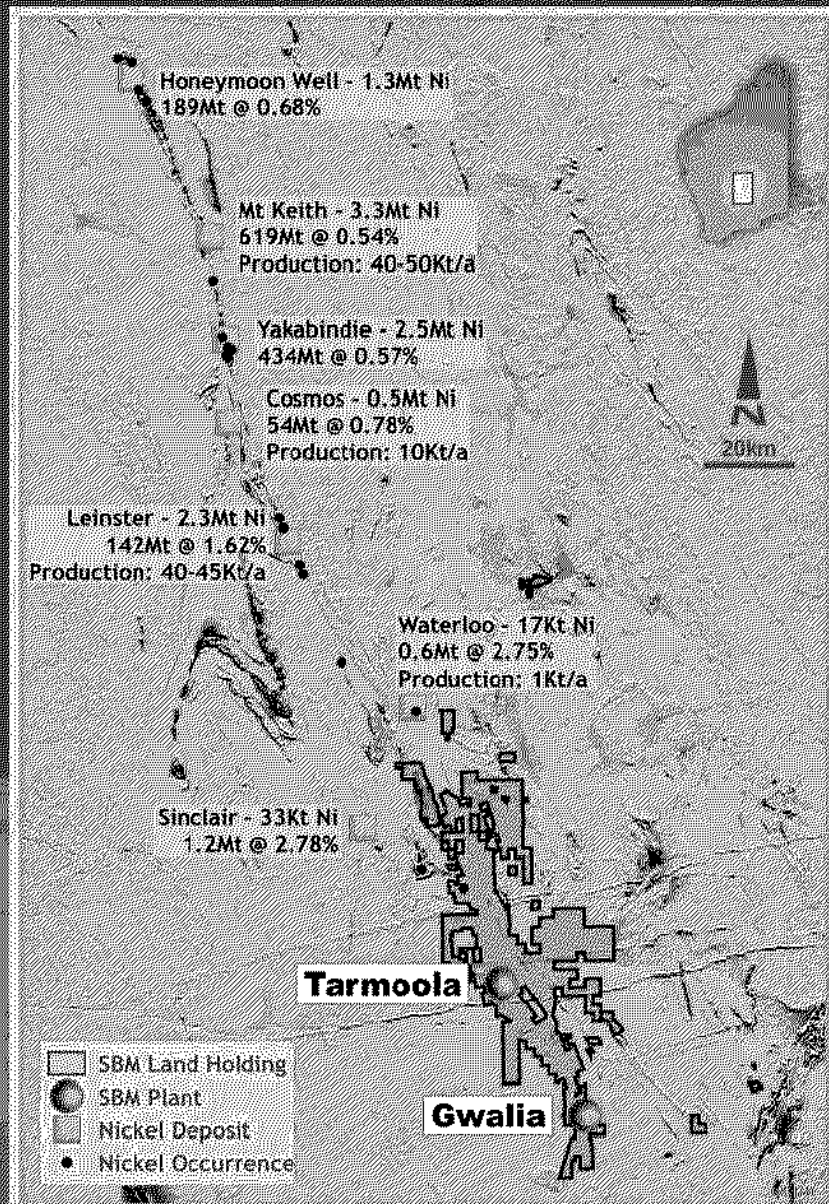 Honeymoon Well - 1.3Mt Ni
189Mt @ 0.68%
Mt Keith - 3.3Mt Ni
619Mt @ 0.54%
Production: 40-50Kt/a
Yakabindie - 2.5Mt Ni
434Mt @ 0.57%
Cosmos - 0.5Mt Ni
54Mt @ 0.78%
Production: 10Kt/a
N
20km
Leinster - 2.3Mt Ni
142Mt @ 1.62%
Production: 40-45Kt/a
Waterloo - 17Kt Ni
0.6Mt @ 2.75%
Production: 1Kt/a
Sinclair - 33Kt Ni
1.2Mt @ 2.78%
Tarmoola
Gwalia
SBM Land Holding
SBM Plant
Nickel Deposit
Nickel Occurrence